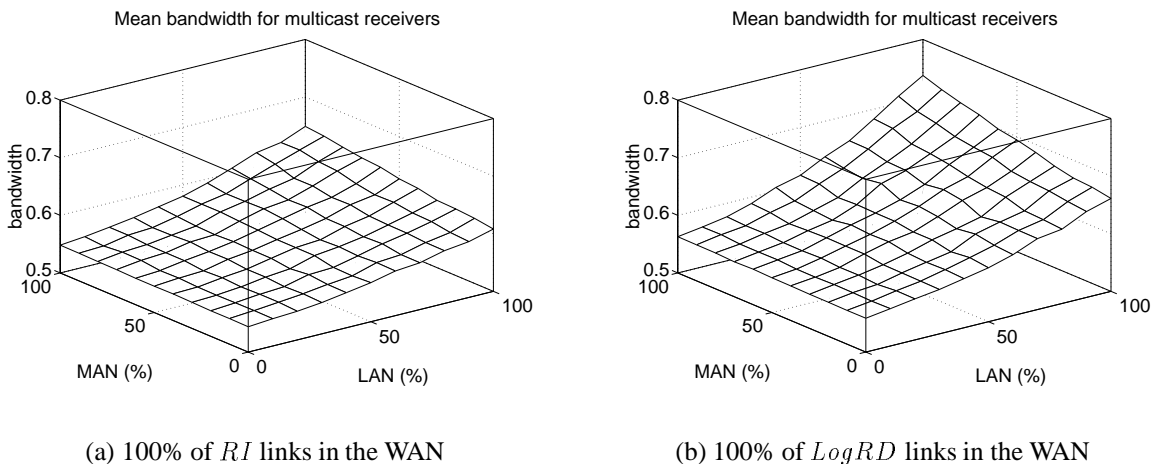 Mean bandwidth for multicast receivers
0.8
0.7
0.6
0.5
bandwidth
100
50
0
MAN (%)
0
50
100
LAN (%)
(a) 100% of RI links in the WAN
Mean bandwidth for multicast receivers
0.8
0.7
0.6
0.5
bandwidth
100
50
0
MAN (%)
0
50
100
LAN (%)
(b) 100% of LogRD links in the WAN